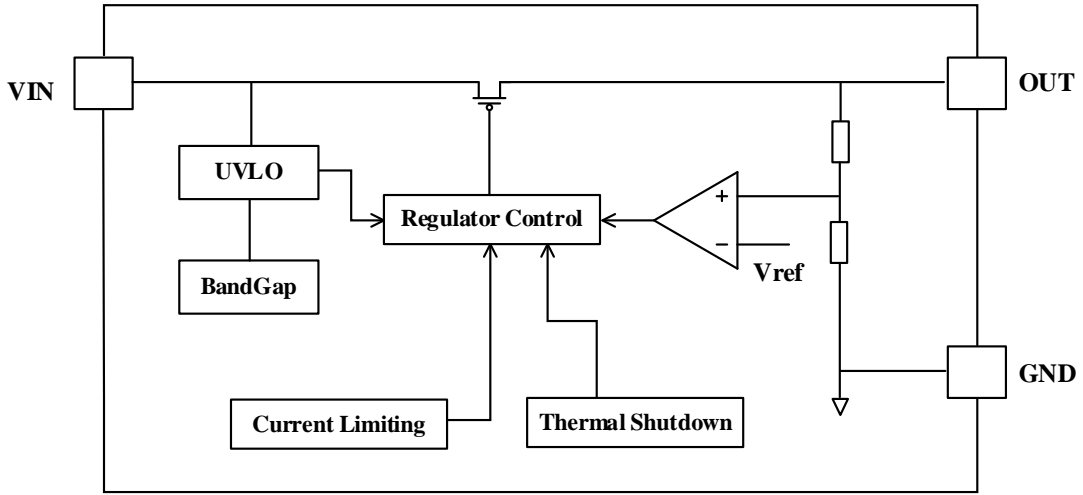 VIN
OUT
UVLO
Regulator Control
+
−
Vref
BandGap
GND
Current Limiting
Thermal Shutdown